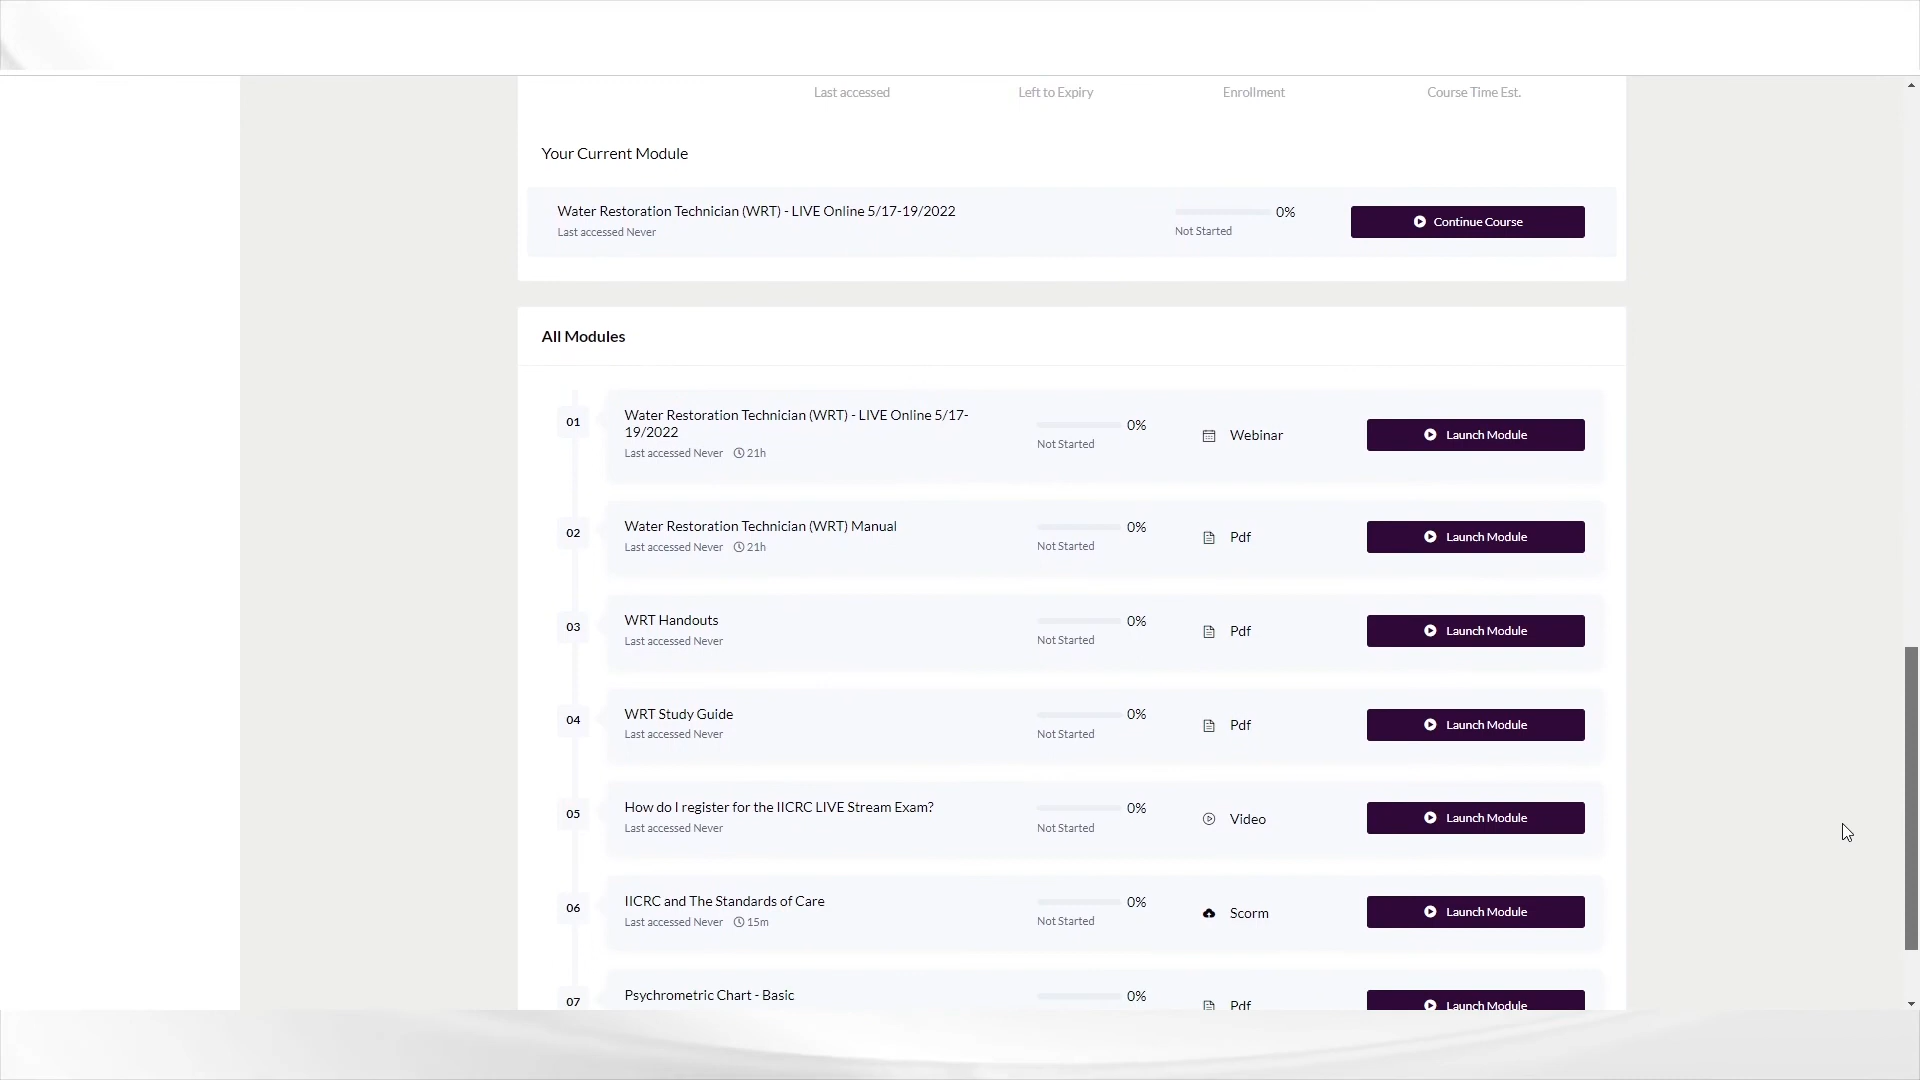 Last accessed Left to Expiry Enrollment Course Time Est.
Your Current Module
Water Restoration Technician (WRT) - LIVE Online 5/17-19/2022
Last accessed Never
0%
Not Started
Continue Course
All Modules
01
Water Restoration Technician (WRT) - LIVE Online 5/17-
19/2022
Last accessed Never 21h
0%
Not Started
Webinar
Launch Module
02
Water Restoration Technician (WRT) Manual
Last accessed Never 21h
0%
Not Started
Pdf
Launch Module
03
WRT Handouts
Last accessed Never
0%
Not Started
Pdf
Launch Module
04
WRT Study Guide
Last accessed Never
0%
Not Started
Pdf
Launch Module
05
How do I register for the IICRC LIVE Stream Exam?
Last accessed Never
0%
Not Started
Video
Launch Module
06
IICRC and The Standards of Care
Last accessed Never 15m
0%
Not Started
Scorm
Launch Module
07
Psychrometric Chart - Basic
0%
Pdf
Launch Module